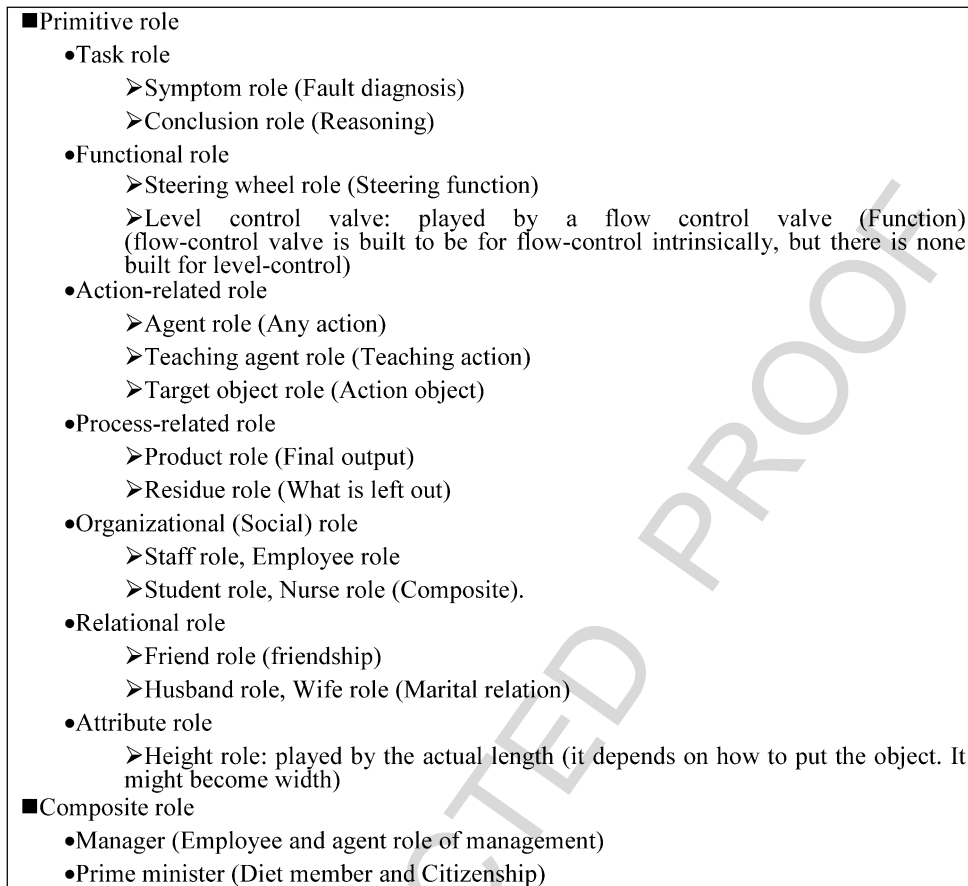 ■Primitive role
•Task role
➢Symptom role (Fault diagnosis)
➢Conclusion role (Reasoning)
•Functional role
➢Steering wheel role (Steering function)
➢Level control valve: played by a flow control valve (Function)
(flow-control valve is built to be for flow-control intrinsically, but there is none
built for level-control)
•Action-related role
➢Agent role (Any action)
➢Teaching agent role (Teaching action)
➢Target object role (Action object)
•Process-related role
➢Product role (Final output)
➢Residue role (What is left out)
•Organizational (Social) role
➢Staff role, Employee role
➢Student role, Nurse role (Composite).
•Relational role
➢Friend role (friendship)
➢Husband role, Wife role (Marital relation)
•Attribute role
➢Height role: played by the actual length (it depends on how to put the object. It
might become width)
■Composite role
•Manager (Employee and agent role of management)
•Prime minister (Diet member and Citizenship)
CTED PROOF